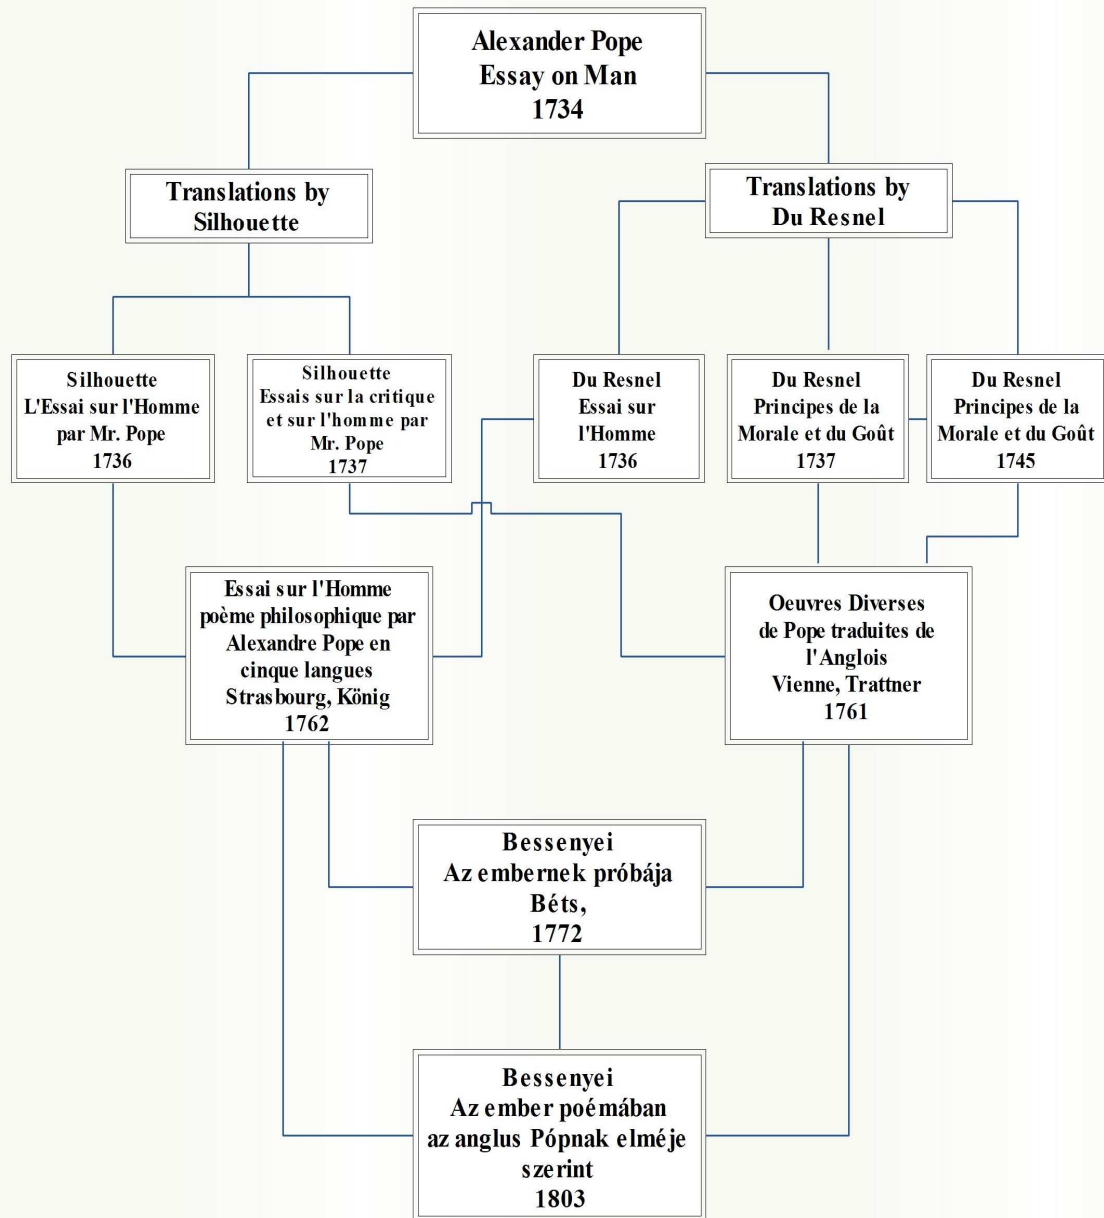 Alexander Pope
Essay on Man
1734
Translations by
Silhouette
Translations by
Du Resnel
Silhouette
L'Essai sur l'Homme
par Mr. Pope
1736
Silhouette
Essais sur la critique
et sur l'homme par
Mr. Pope
1737
Du Resnel
Essai sur
l'Homme
1736
Du Resnel
Principes de la
Morale et du Goût
1737
Du Resnel
Principes de la
Morale et du Goût
1745
Essai sur l'Homme
poème philosophique par
Alexandre Pope en
cinque langues
Strasbourg, König
1762
Oeuvres Diverses
de Pope traduites de
l'Anglois
Vienne, Trattner
1761
Bessenyei
Az embernek próbája
Béts,
1772
Bessenyei
Az ember poémában
az anglus Pópnak elméje
szerint
1803